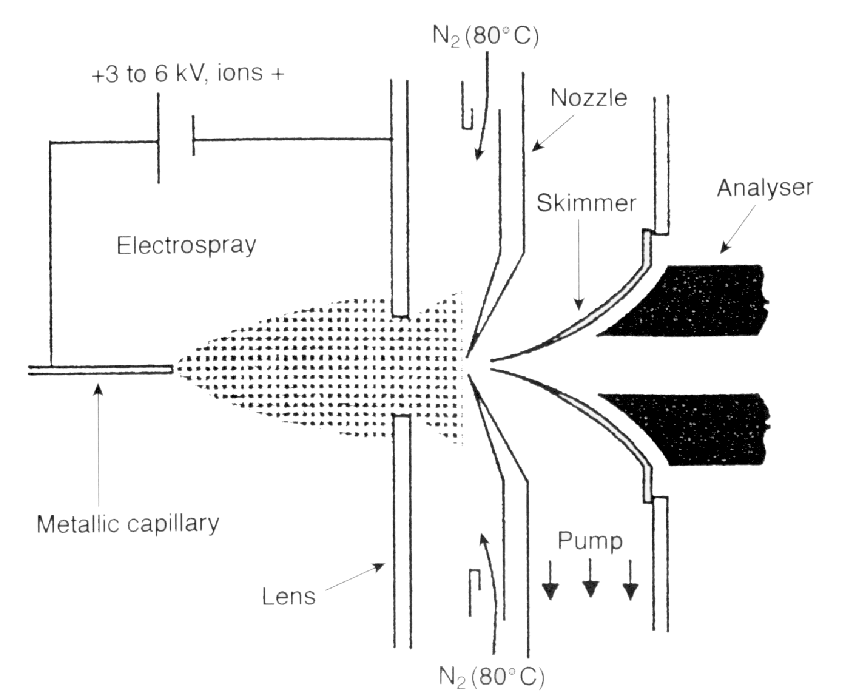 N₂ (80°C)
+3 to 6 kV, ions +
Nozzle
Skimmer
Analyser
Electrospray
Metallic capillary
Pump
Lens
N₂ (80°C)